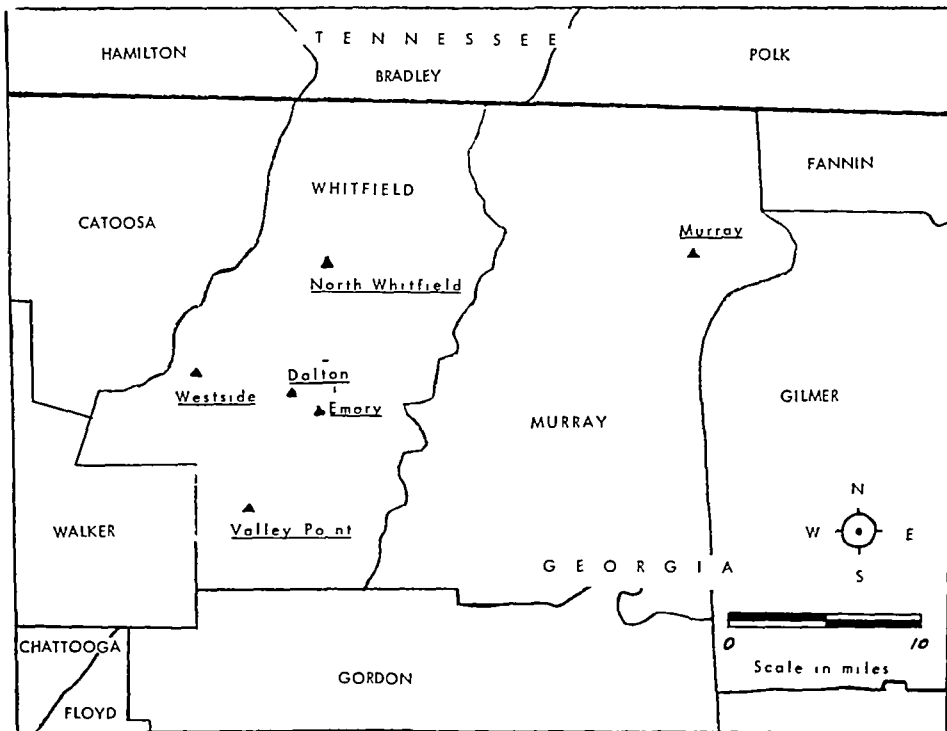 TENNESSEE
HAMILTON
BRADLEY
POLK
FANNIN
WHITFIELD
CATOOSA
Murray
North Whitfield
Dalton
Westside
Emory
GILMER
MURRAY
Valley Point
WALKER
N
W E
S
GEORGIA
0 10
Scale in miles
CHATTOOGA
GORDON
FLOYD